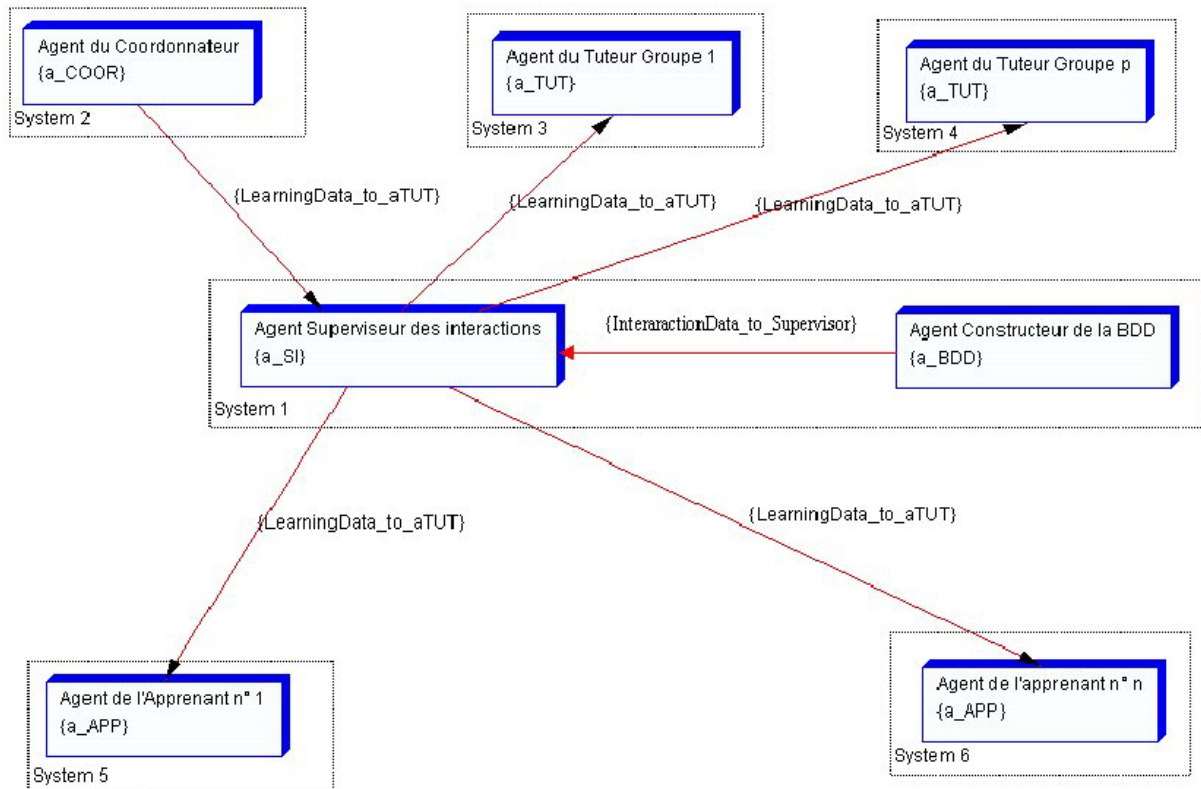 Agent du Coordonnateur
{a_COOR}
System 2
Agent du Tuteur Groupe 1
{a_TUT}
System 3
Agent du Tuteur Groupe p
{a_TUT}
System 4
{LearningData_to_aTUT}
{LearningData_to_aTUT}
{LearningData_to_aTUT}
Agent Superviseur des interactions
{a_SI}
{InteraractionData_to_Supervisor}
Agent Constructeur de la BDD
{a_BDD}
System 1
{LearningData_to_aTUT}
{LearningData_to_aTUT}
Agent de l'Apprenant n° 1
{a_APP}
System 5
Agent de l'apprenant n° n
{a_APP}
System 6